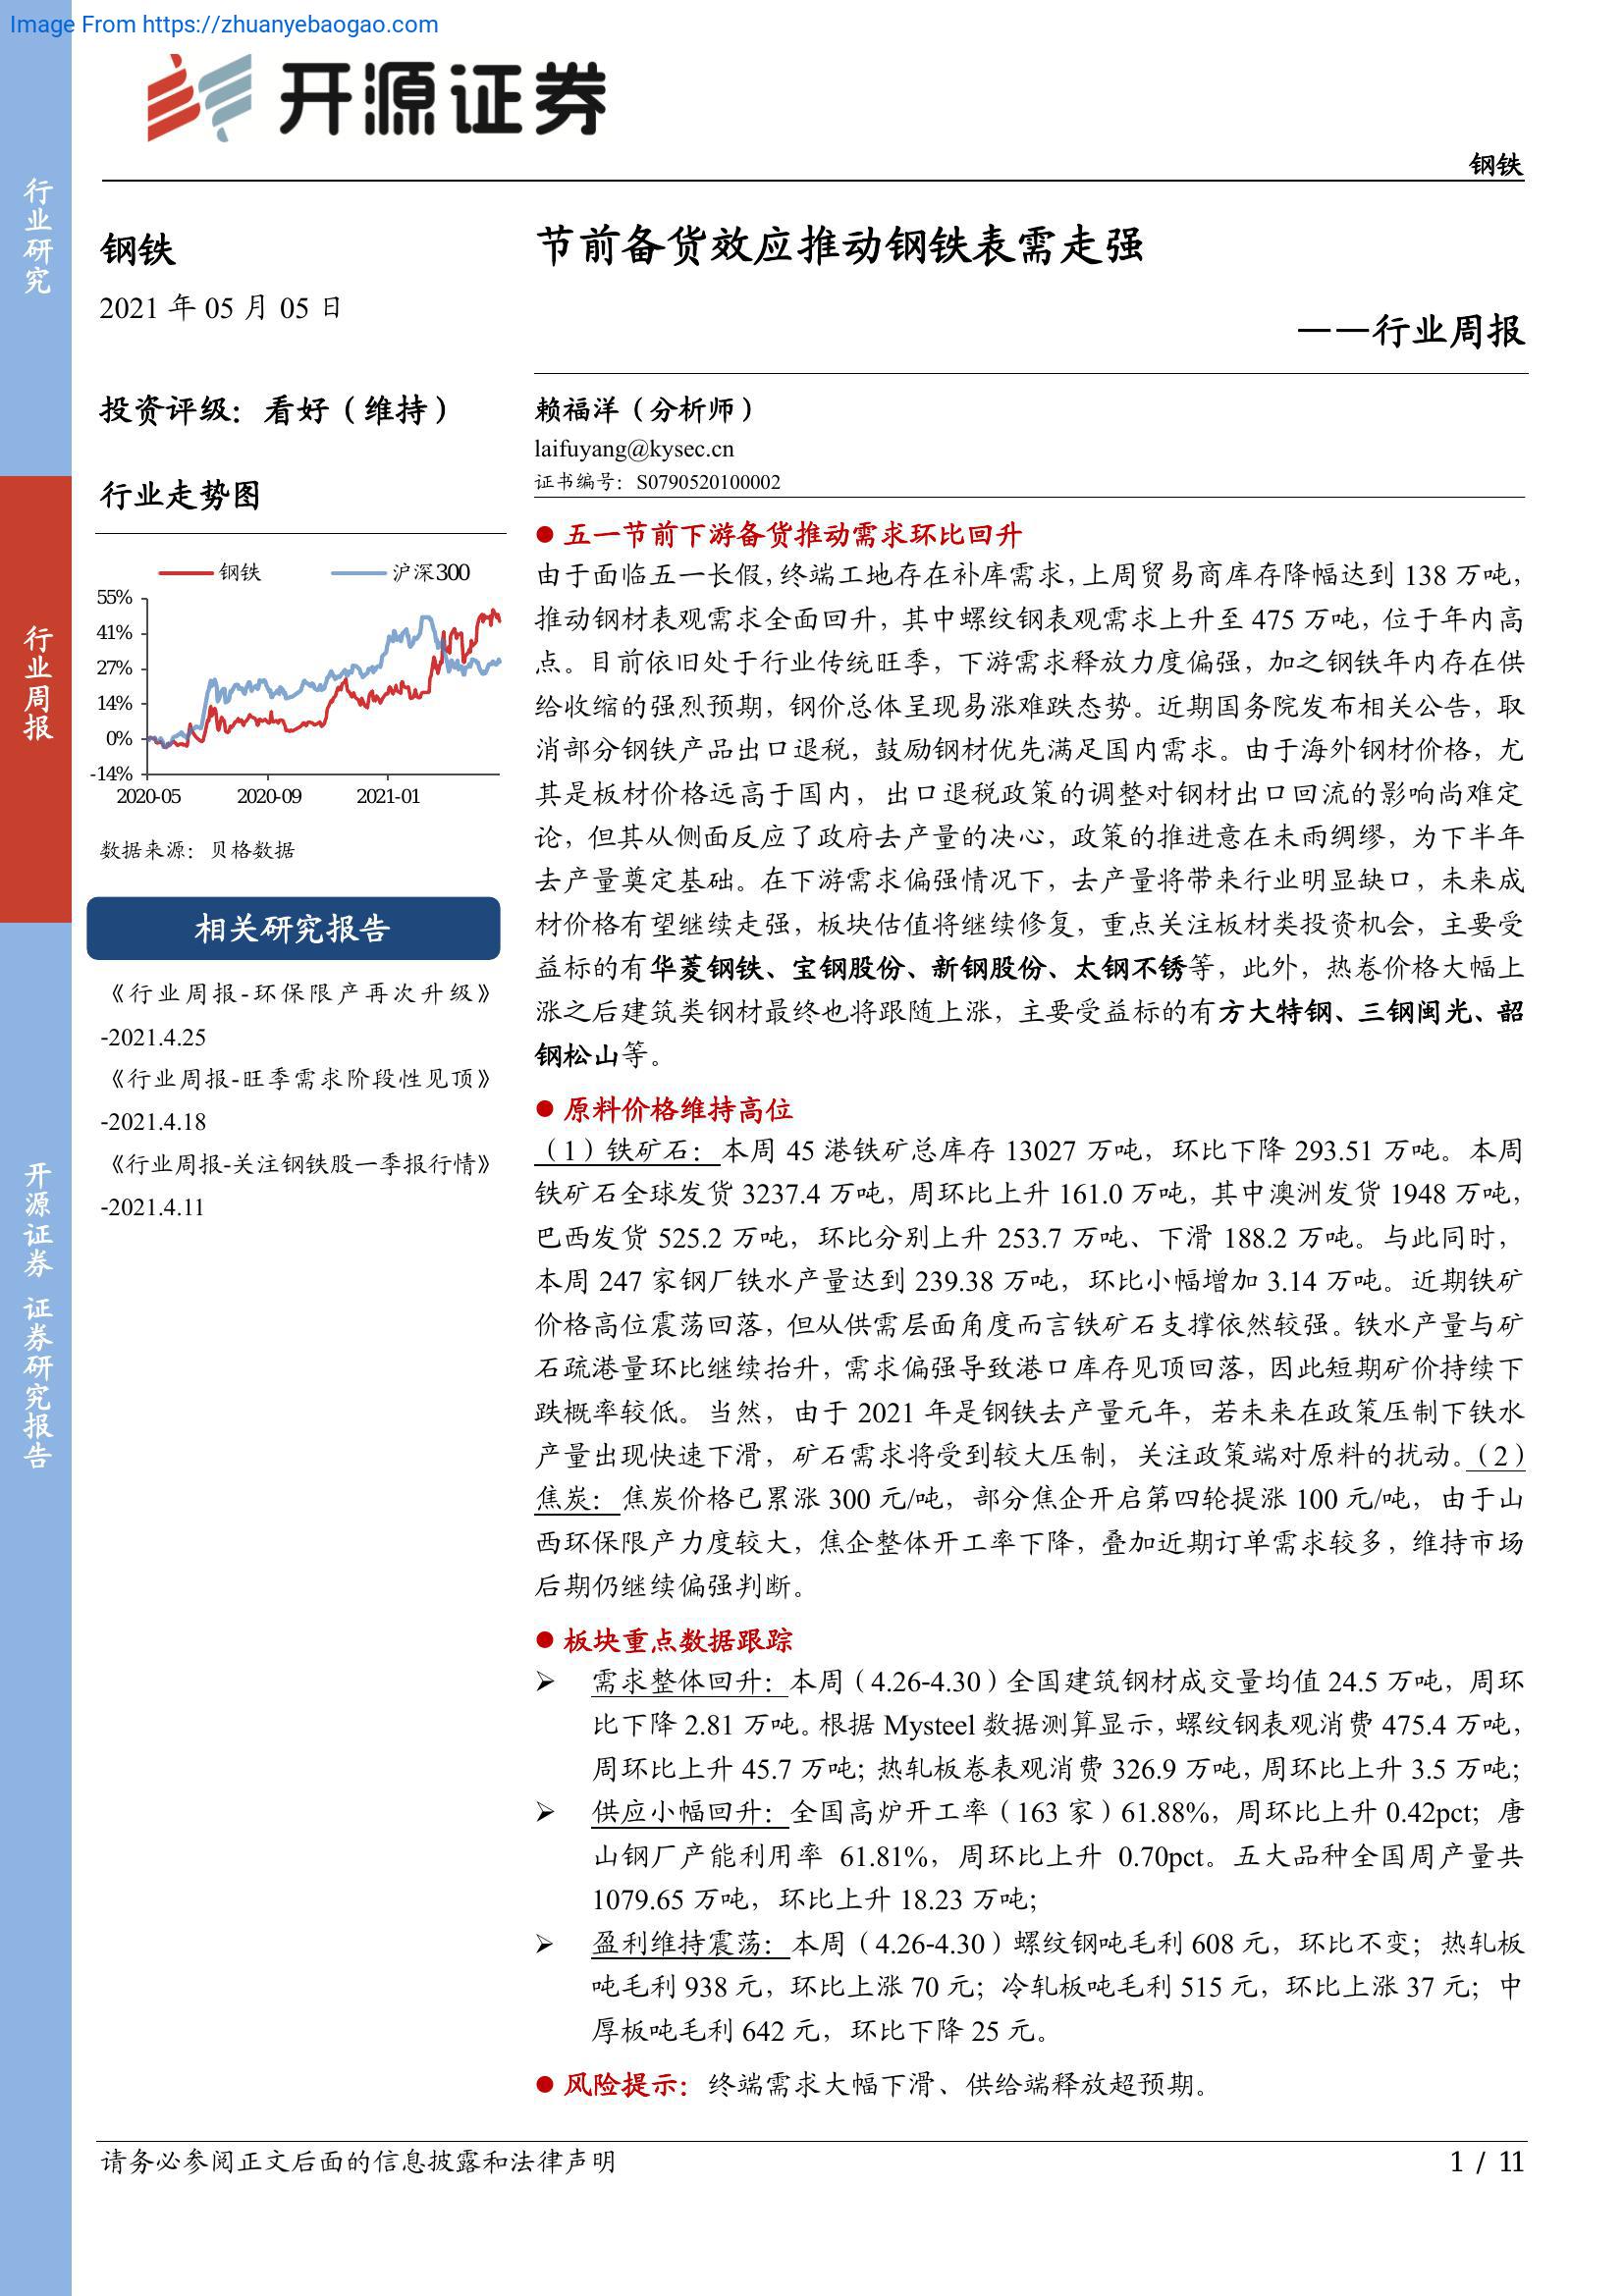 Image From https://zhuanyebaogao.com
开源证券
钢铁
行业研究
行业周报
开源证券 证券研究报告
钢铁
2021 年 05 月 05 日
投资评级：看好（维持）
行业走势图
钢铁 沪深300
55%
41%
27%
14%
0%
-14%
2020-05 2020-09 2021-01
数据来源：贝格数据
相关研究报告
《行业周报-环保限产再次升级》
-2021.4.25
《行业周报-旺季需求阶段性见顶》
-2021.4.18
《行业周报-关注钢铁股一季报行情》
-2021.4.11
节前备货效应推动钢铁表需走强
——行业周报
赖福洋（分析师）
laifuyang@kysec.cn
证书编号：S0790520100002
● 五一节前下游备货推动需求环比回升
由于面临五一长假，终端工地存在补库需求，上周贸易商库存降幅达到 138 万吨，
推动钢材表观需求全面回升，其中螺纹钢表观需求上升至 475 万吨，位于年内高
点。目前依旧处于行业传统旺季，下游需求释放力度偏强，加之钢铁年内存在供
给收缩的强烈预期，钢价总体呈现易涨难跌态势。近期国务院发布相关公告，取
消部分钢铁产品出口退税，鼓励钢材优先满足国内需求。由于海外钢材价格，尤
其是板材价格远高于国内，出口退税政策的调整对钢材出口回流的影响尚难定
论，但其从侧面反应了政府去产量的决心，政策的推进意在未雨绸缪，为下半年
去产量奠定基础。在下游需求偏强情况下，去产量将带来行业明显缺口，未来成
材价格有望继续走强，板块估值将继续修复，重点关注板材类投资机会，主要受
益标的有华菱钢铁、宝钢股份、新钢股份、太钢不锈等，此外，热卷价格大幅上
涨之后建筑类钢材最终也将跟随上涨，主要受益标的有方大特钢、三钢闽光、韶
钢松山等。
● 原料价格维持高位
（1）铁矿石：本周 45 港铁矿总库存 13027 万吨，环比下降 293.51 万吨。本周
铁矿石全球发货 3237.4 万吨，周环比上升 161.0 万吨，其中澳洲发货 1948 万吨，
巴西发货 525.2 万吨，环比分别上升 253.7 万吨、下滑 188.2 万吨。与此同时，
本周 247 家钢厂铁水产量达到 239.38 万吨，环比小幅增加 3.14 万吨。近期铁矿
价格高位震荡回落，但从供需层面角度而言铁矿石支撑依然较强。铁水产量与矿
石疏港量环比继续抬升，需求偏强导致港口库存见顶回落，因此短期矿价持续下
跌概率较低。当然，由于 2021 年是钢铁去产量元年，若未来在政策压制下铁水
产量出现快速下滑，矿石需求将受到较大压制，关注政策端对原料的扰动。（2）
焦炭：焦炭价格已累涨 300 元/吨，部分焦企开启第四轮提涨 100 元/吨，由于山
西环保限产力度较大，焦企整体开工率下降，叠加近期订单需求较多，维持市场
后期仍继续偏强判断。
● 板块重点数据跟踪
➢ 需求整体回升：本周（4.26-4.30）全国建筑钢材成交量均值 24.5 万吨，周环
比下降 2.81 万吨。根据 Mysteel 数据测算显示，螺纹钢表观消费 475.4 万吨，
周环比上升 45.7 万吨；热轧板卷表观消费 326.9 万吨，周环比上升 3.5 万吨；
➢ 供应小幅回升：全国高炉开工率（163 家）61.88%，周环比上升 0.42pct；唐
山钢厂产能利用率 61.81%，周环比上升 0.70pct。五大品种全国周产量共
1079.65 万吨，环比上升 18.23 万吨；
➢ 盈利维持震荡：本周（4.26-4.30）螺纹钢吨毛利 608 元，环比不变；热轧板
吨毛利 938 元，环比上涨 70 元；冷轧板吨毛利 515 元，环比上涨 37 元；中
厚板吨毛利 642 元，环比下降 25 元。
● 风险提示：终端需求大幅下滑、供给端释放超预期。
请务必参阅正文后面的信息披露和法律声明
1 / 11